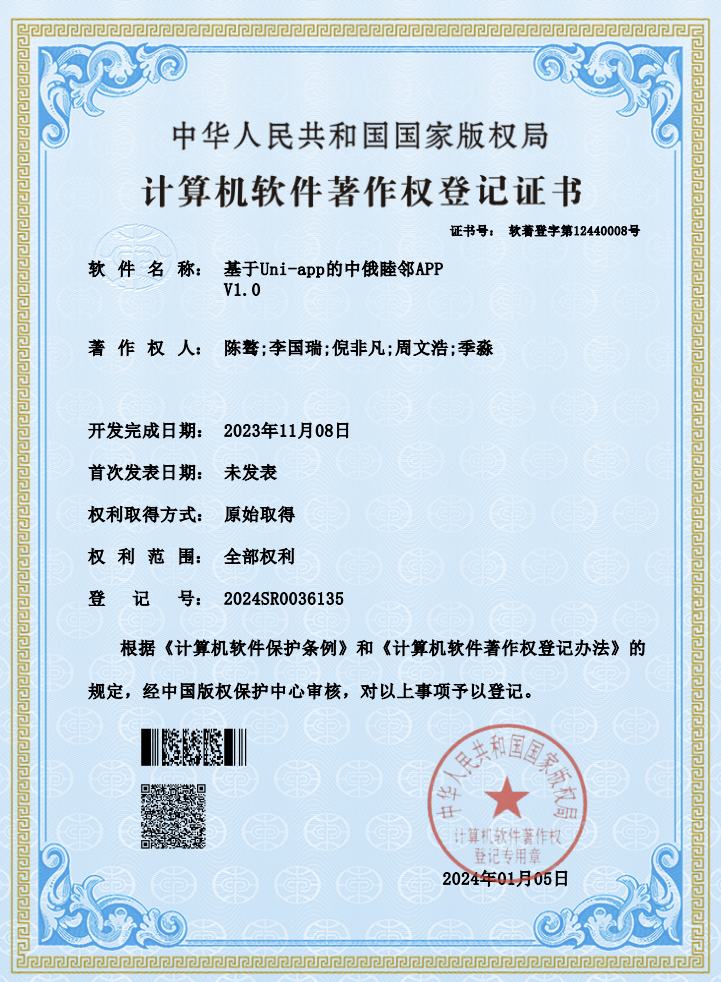 中华人民共和国国家版权局
计算机软件著作权登记证书
证书号： 软著登字第12440008号
软 件 名 称： 基于Uni-app的中俄睦邻APP
V1.0
著 作 权 人： 陈骜;李国瑞;倪非凡;周文浩;季淼
开发完成日期： 2023年11月08日
首次发表日期： 未发表
权利取得方式： 原始取得
权 利 范 围： 全部权利
登 记 号： 2024SR0036135
根据《计算机软件保护条例》和《计算机软件著作权登记办法》的
规定，经中国版权保护中心审核，对以上事项予以登记。
中华人民共和国国家版权局
计算机软件著作权
登记专用章
2024年01月05日